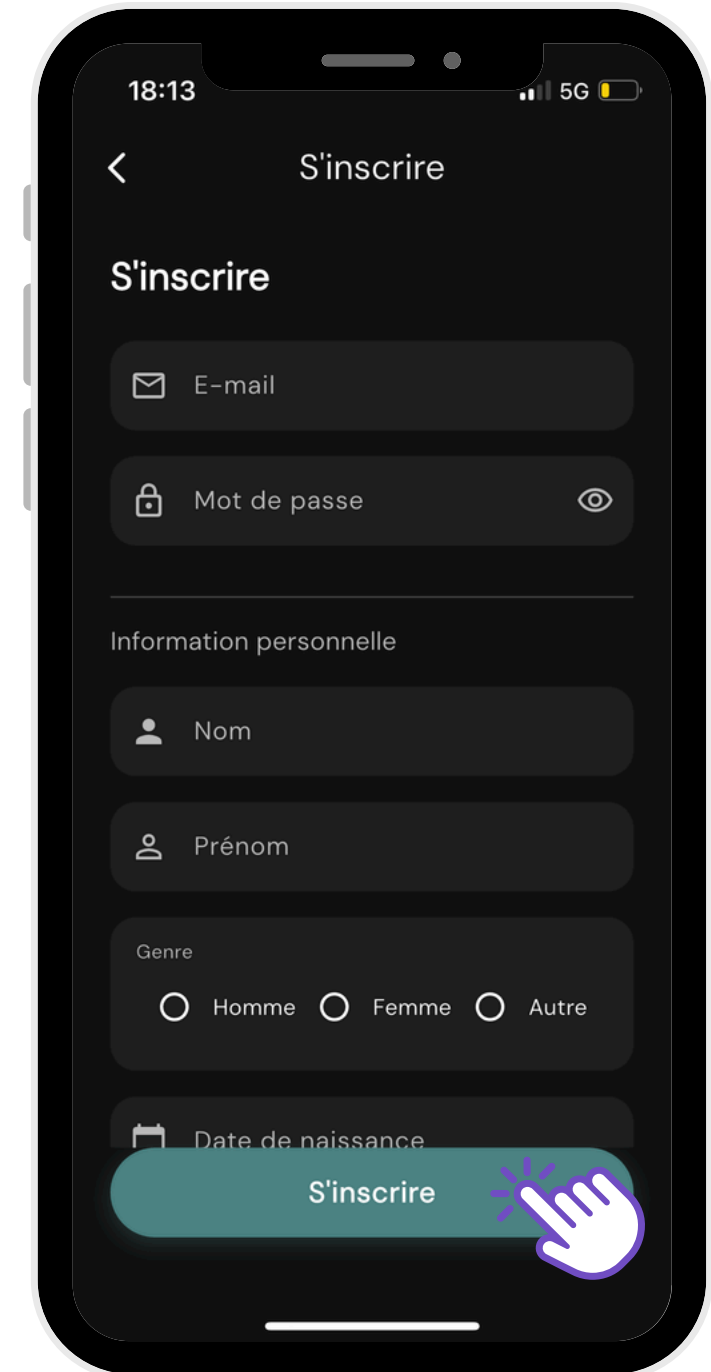 18:13 5G
S'inscrire
S'inscrire
E-mail
Mot de passe
Information personnelle
Nom
Prénom
Genre
Homme Femme Autre
Date de naissance
S'inscrire